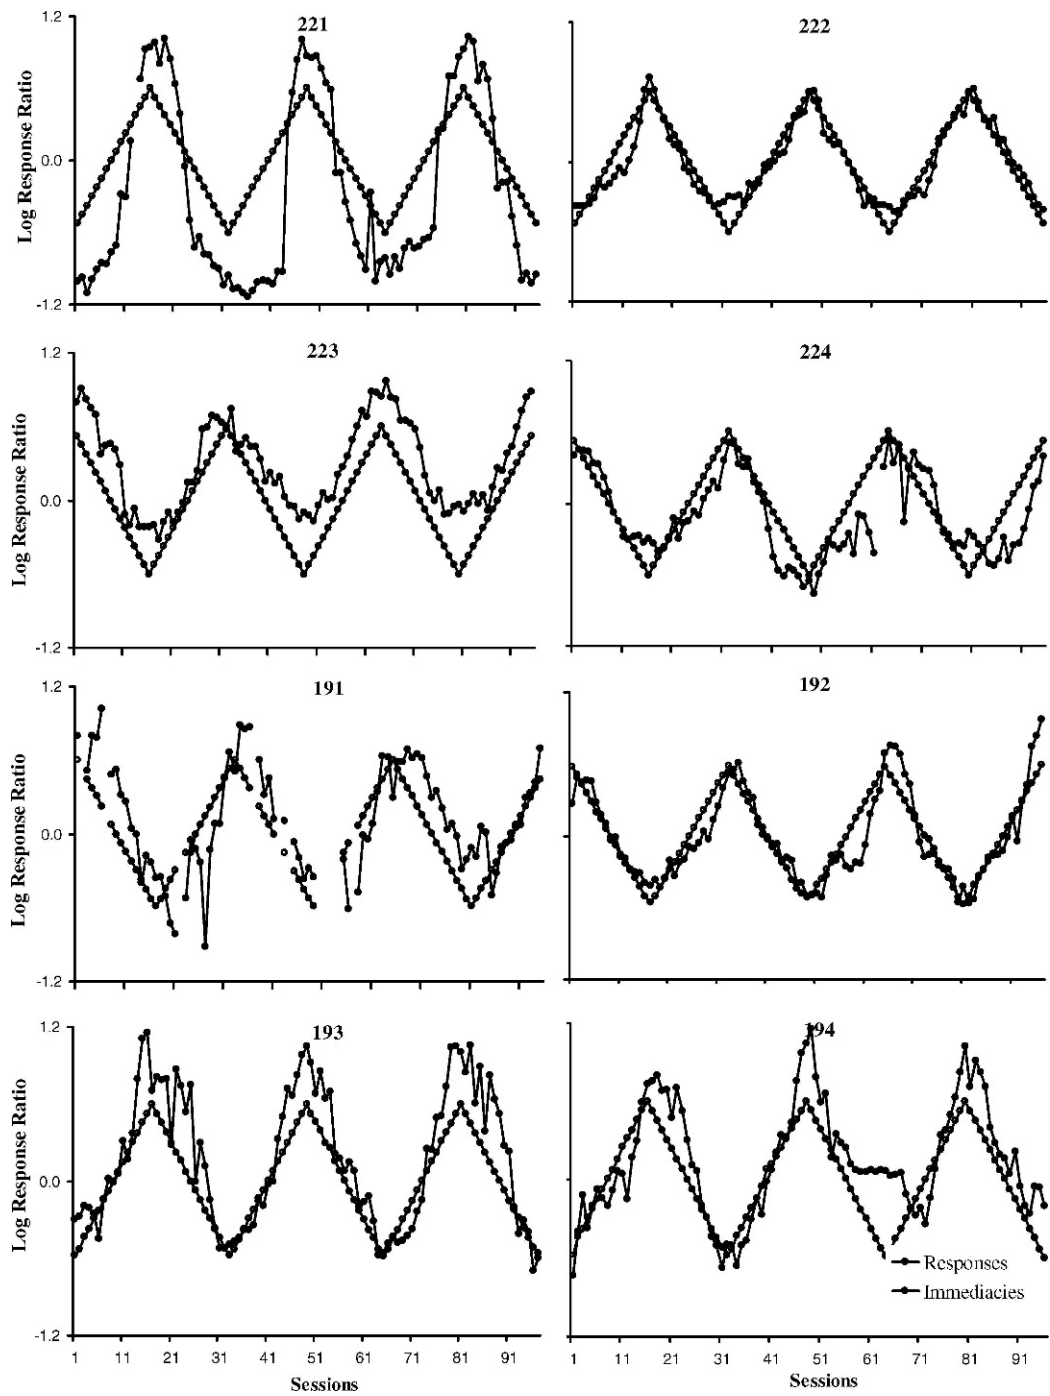 221
222
1.2
0.0
-1.2
Log Response Ratio
223
224
1.2
0.0
-1.2
Log Response Ratio
191
192
1.2
0.0
-1.2
Log Response Ratio
193
194
1.2
0.0
-1.2
Log Response Ratio
Responses
Immediacies
1 11 21 31 41 51 61 71 81 91
1 11 21 31 41 51 61 71 81 91
Sessions
Sessions